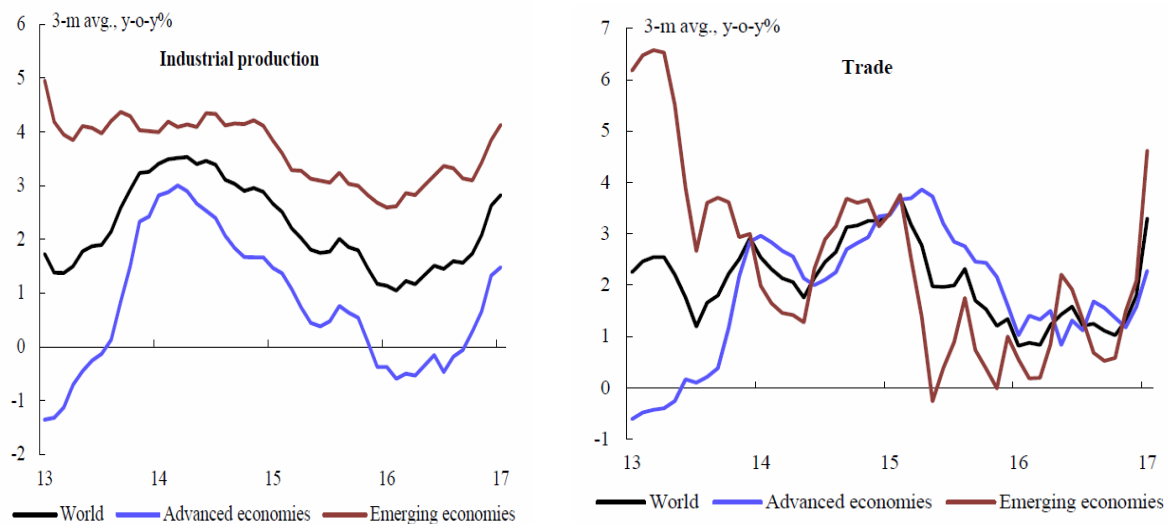 3-m avg., y-o-y%
Industrial production
6
5
4
3
2
1
0
-1
-2
13 14 15 16 17
World Advanced economies Emerging economies
3-m avg., y-o-y%
Trade
7
6
5
4
3
2
1
0
-1
13 14 15 16 17
World Advanced economies Emerging economies